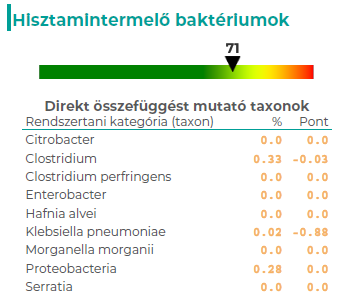 Hisztamintermelő baktériumok
71
Direkt összefüggést mutató taxonok
Rendszertani kategória (taxon) % Pont
Citrobacter 0.0 0.0
Clostridium 0.33 -0.03
Clostridium perfringens 0.0 0.0
Enterobacter 0.0 0.0
Hafnia alvei 0.0 0.0
Klebsiella pneumoniae 0.02 -0.88
Morganella morganii 0.0 0.0
Proteobacteria 0.28 0.0
Serratia 0.0 0.0